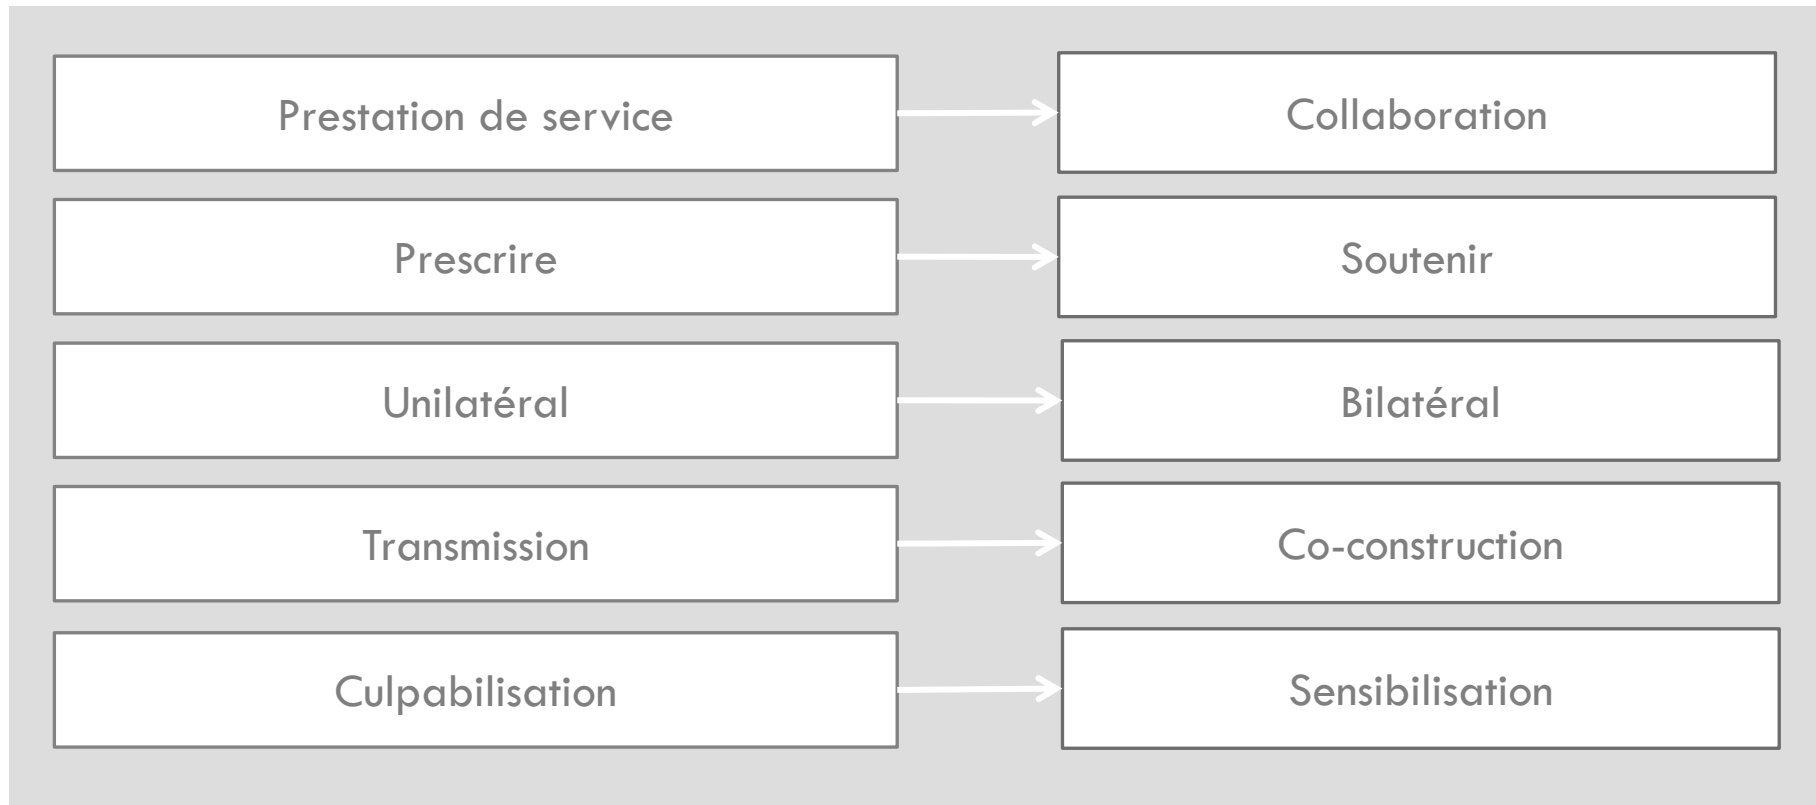 Prestation de service
Collaboration
Prescrire
Soutenir
Unilatéral
Bilatéral
Transmission
Co-construction
Culpabilisation
Sensibilisation